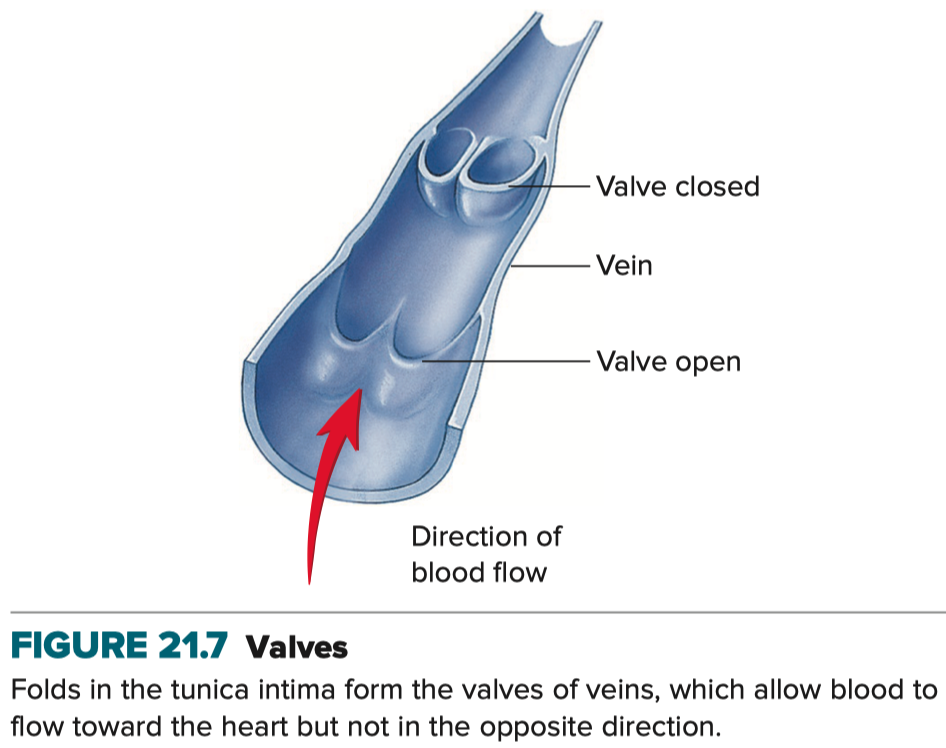 Valve closed
Vein
Valve open
Direction of
blood flow
FIGURE 21.7 Valves
Folds in the tunica intima form the valves of veins, which allow blood to
flow toward the heart but not in the opposite direction.